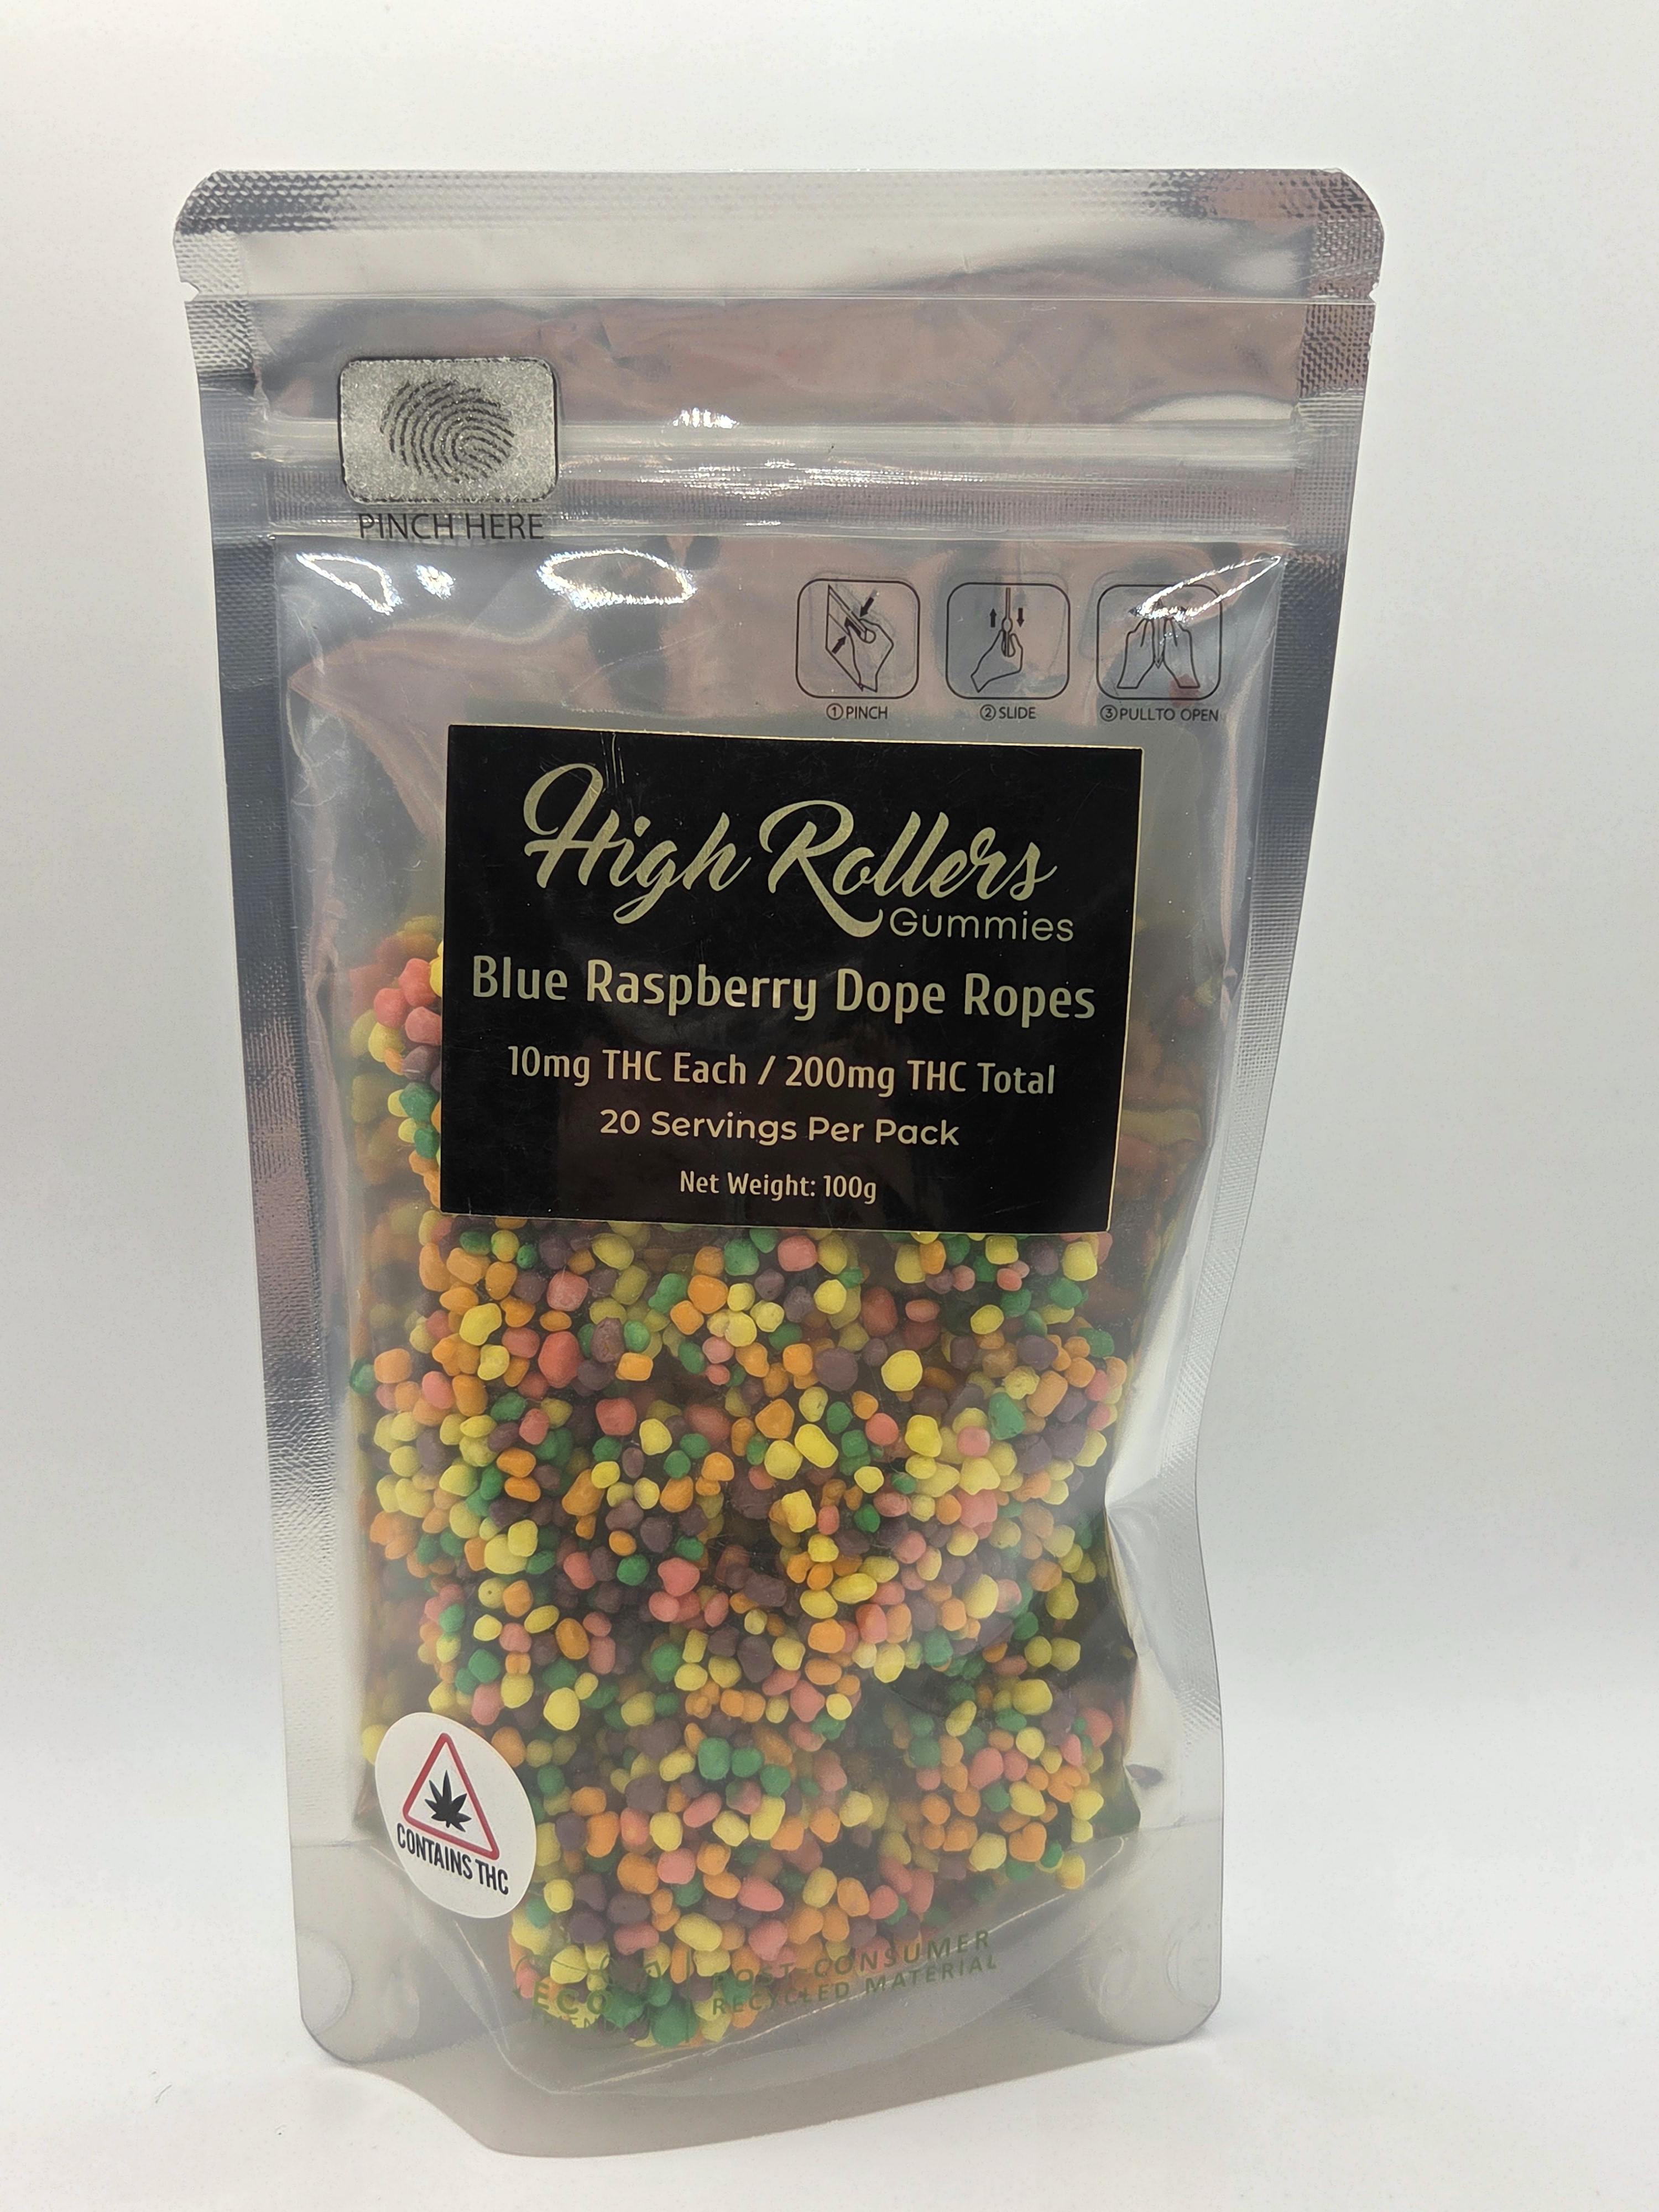 PINCH HERE
①PINCH
②SLIDE
③PULLTO OPEN
High Rollers
Gummies
Blue Raspberry Dope Ropes
10mg THC Each / 200mg THC Total
20 Servings Per Pack
Net Weight: 100g
CONTAINS THC
ECO
POST-CONSUMER
RECYCLED MATERIAL